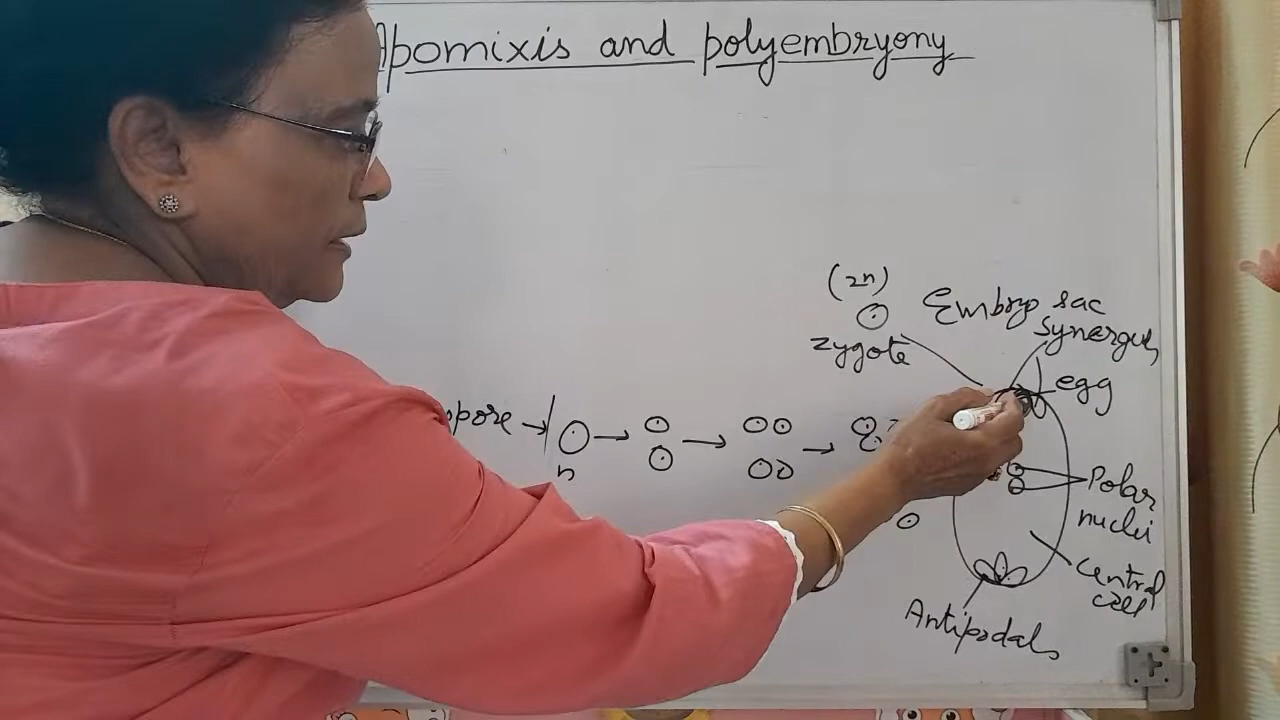 Apomixis and polyembryony
(2n)
Embryo sac
Synergids
zygote
egg
spore →
n
Polar
nuclei
Central
cell
Antipodals